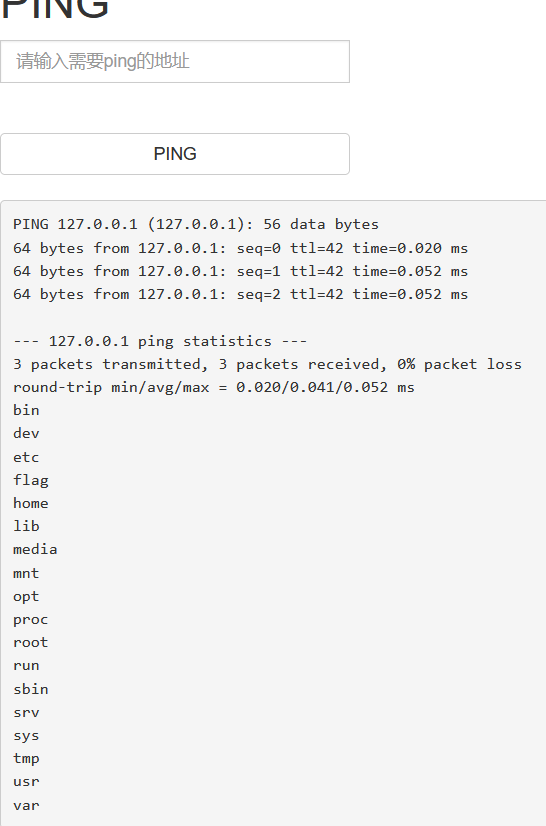 PING
请输入需要ping的地址
PING
PING 127.0.0.1 (127.0.0.1): 56 data bytes
64 bytes from 127.0.0.1: seq=0 ttl=42 time=0.020 ms
64 bytes from 127.0.0.1: seq=1 ttl=42 time=0.052 ms
64 bytes from 127.0.0.1: seq=2 ttl=42 time=0.052 ms

--- 127.0.0.1 ping statistics ---
3 packets transmitted, 3 packets received, 0% packet loss
round-trip min/avg/max = 0.020/0.041/0.052 ms
bin
dev
etc
flag
home
lib
media
mnt
opt
proc
root
run
sbin
srv
sys
tmp
usr
var